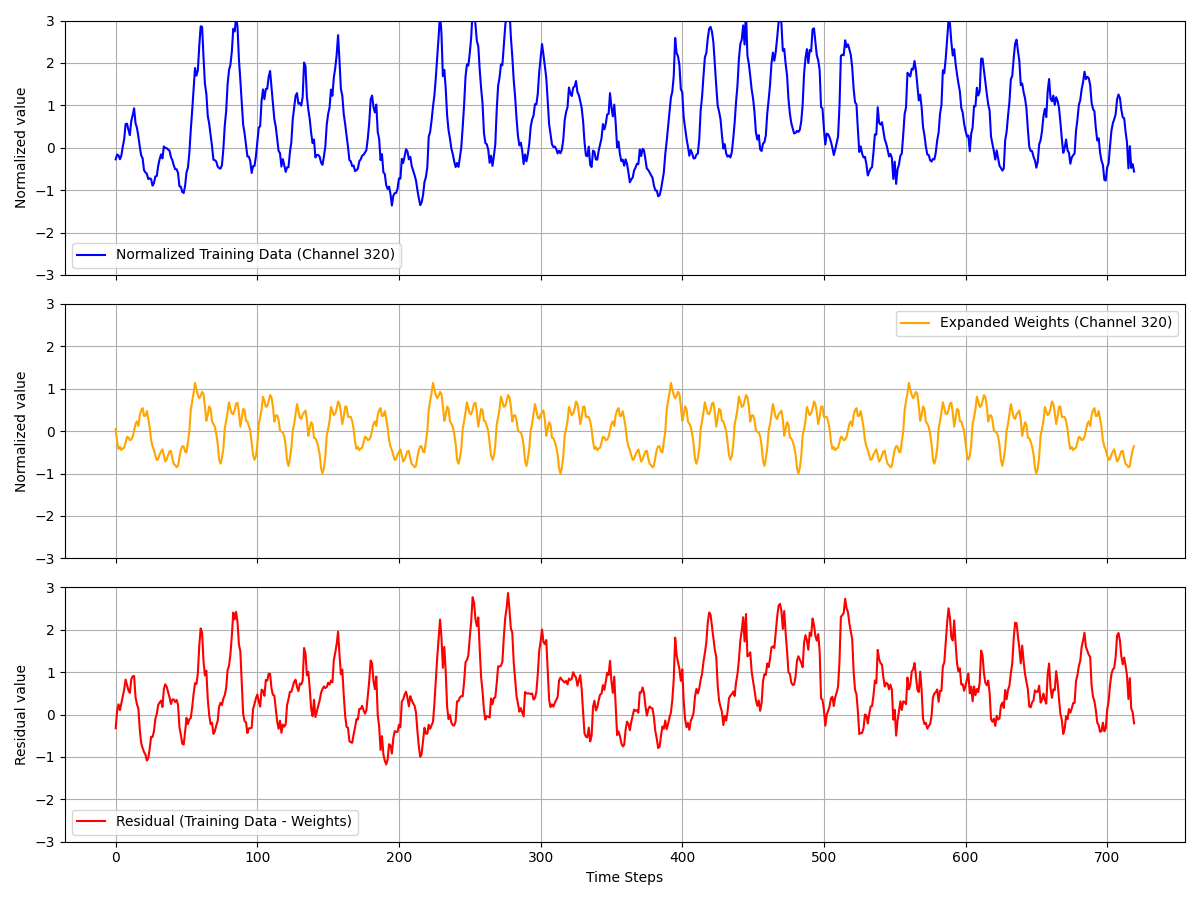 3
2
1
0
−1
−2
−3
Normalized value
Normalized Training Data (Channel 320)
3
2
1
0
−1
−2
−3
Normalized value
Expanded Weights (Channel 320)
3
2
1
0
−1
−2
−3
Residual value
Residual (Training Data - Weights)
0 100 200 300 400 500 600 700
Time Steps